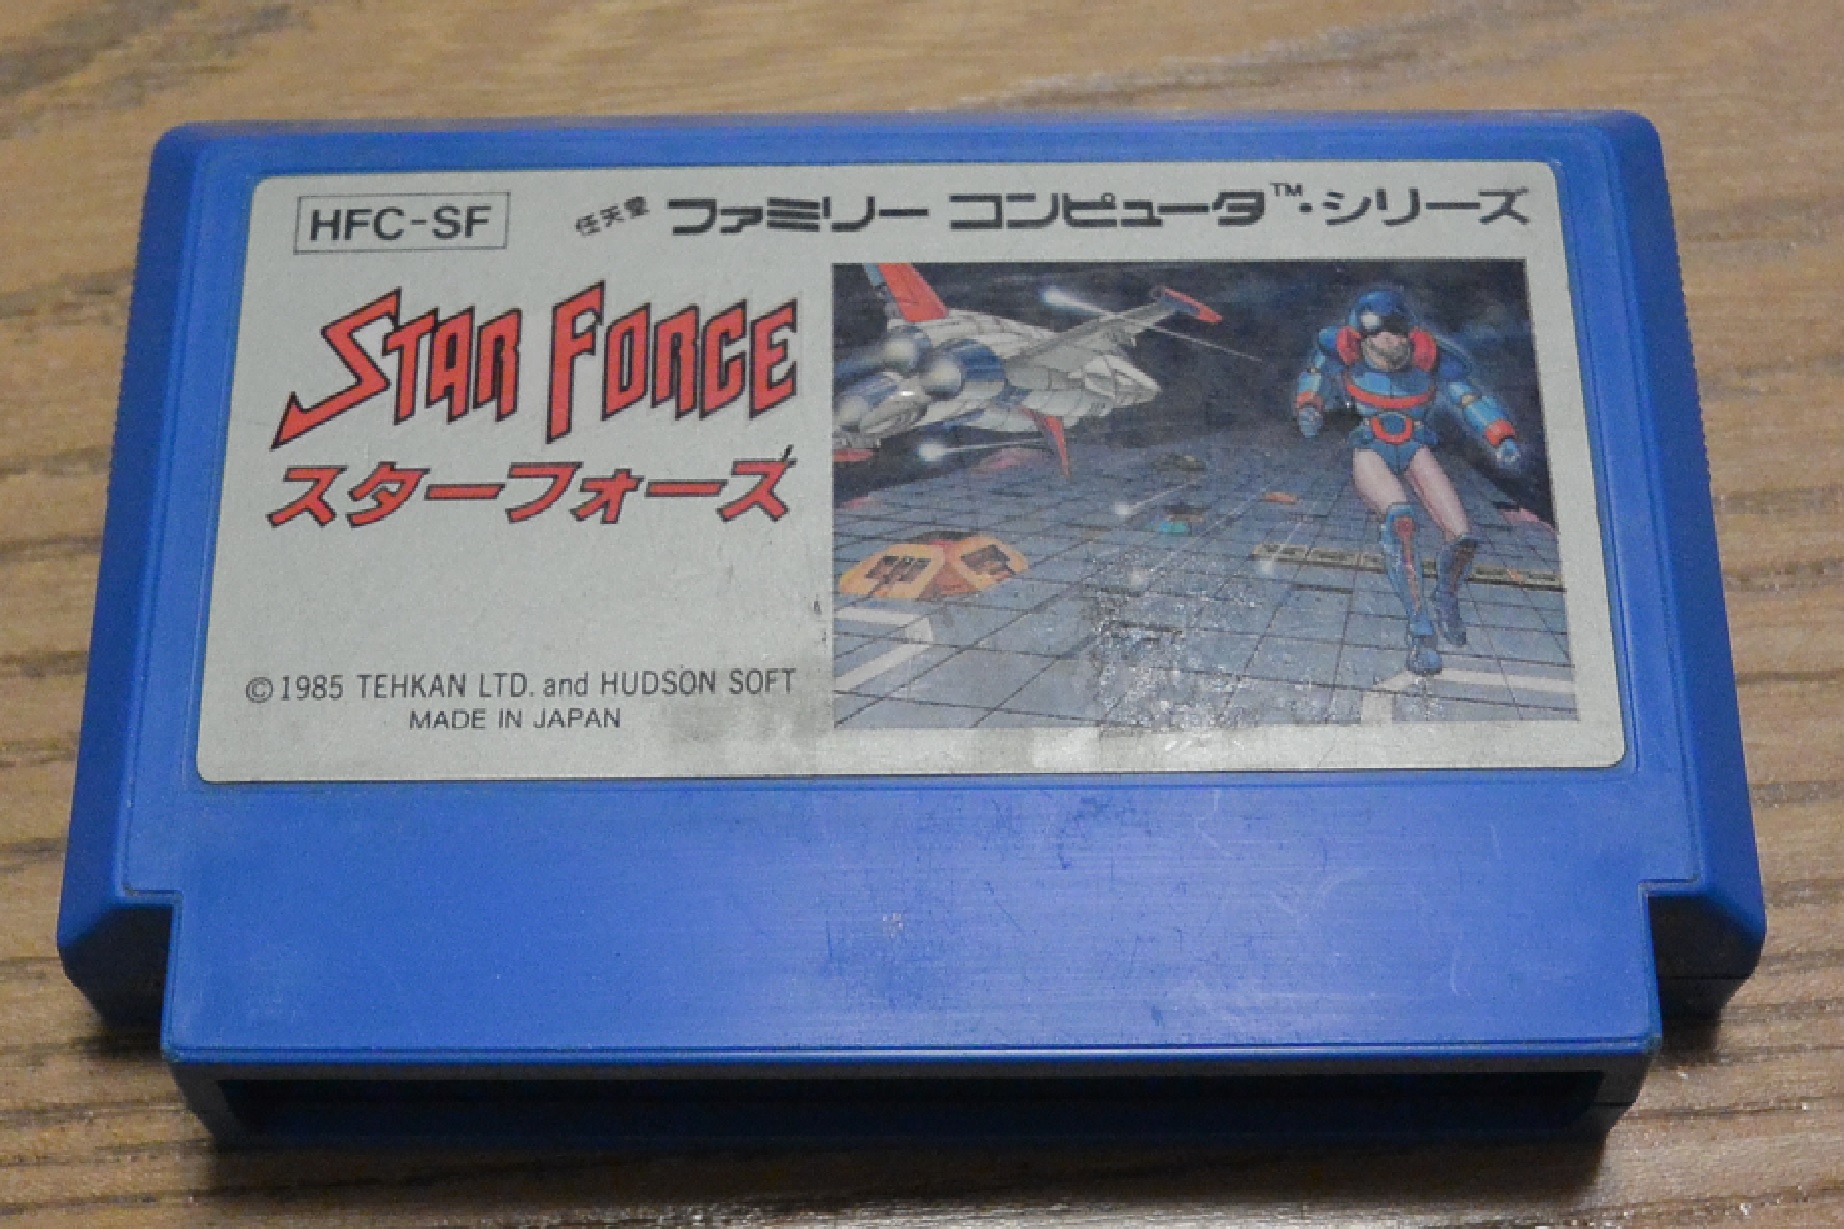 HFC-SF
任天堂 ファミリー コンピュータ™・シリーズ
STAR FORCE
スターフォース
©1985 TEHKAN LTD. and HUDSON SOFT
MADE IN JAPAN